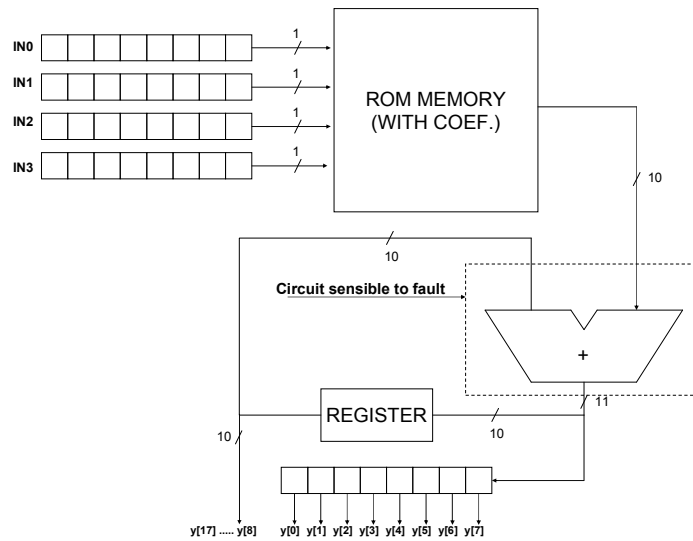 IN0
1
IN1
1
IN2
1
IN3
1
ROM MEMORY
(WITH COEF.)
10
10
Circuit sensible to fault
+
11
REGISTER
10
10
y[17] ..... y[8]
y[0] y[1] y[2] y[3] y[4] y[5] y[6] y[7]